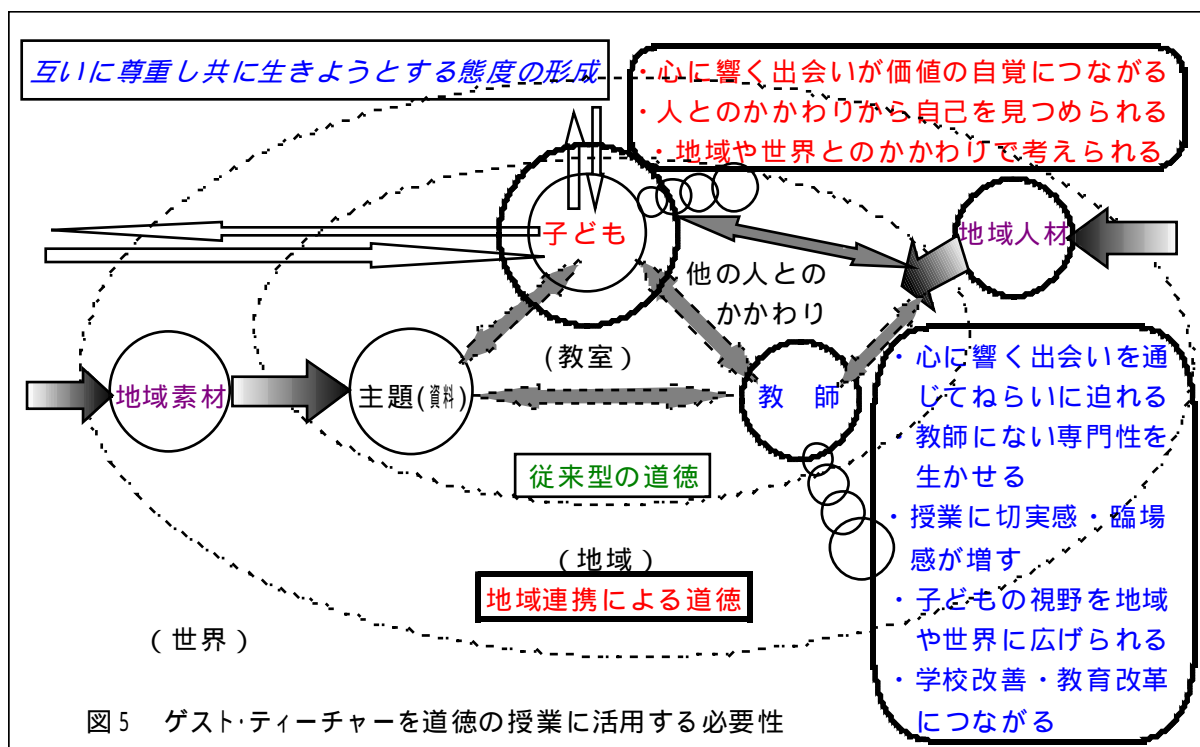 互いに尊重し共に生きようとする態度の形成
・心に響く出会いが価値の自覚につながる
・人とのかかわりから自己を見つめられる
・地域や世界とのかかわりで考えられる
子ども
地域人材
他の人との
かかわり
(教室)
地域素材
主題(資料)
教 師
・心に響く出会いを通
じてねらいに迫れる
・教師にない専門性を
生かせる
・授業に切実感・臨場
感が増す
・子どもの視野を地域
や世界に広げられる
・学校改善・教育改革
につながる
従来型の道徳
(地域)
地域連携による道徳
(世界)
図5 ゲスト・ティーチャーを道徳の授業に活用する必要性